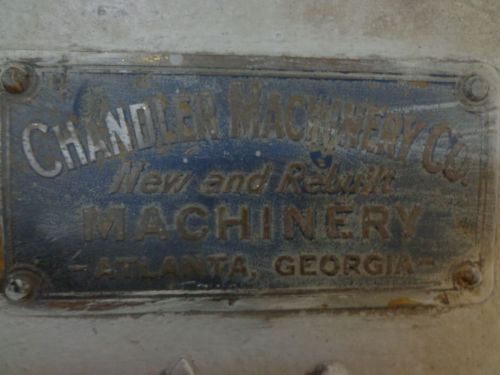 CHANDLER MACHINERY CO.
New and Rebuilt
MACHINERY
- ATLANTA, GEORGIA -